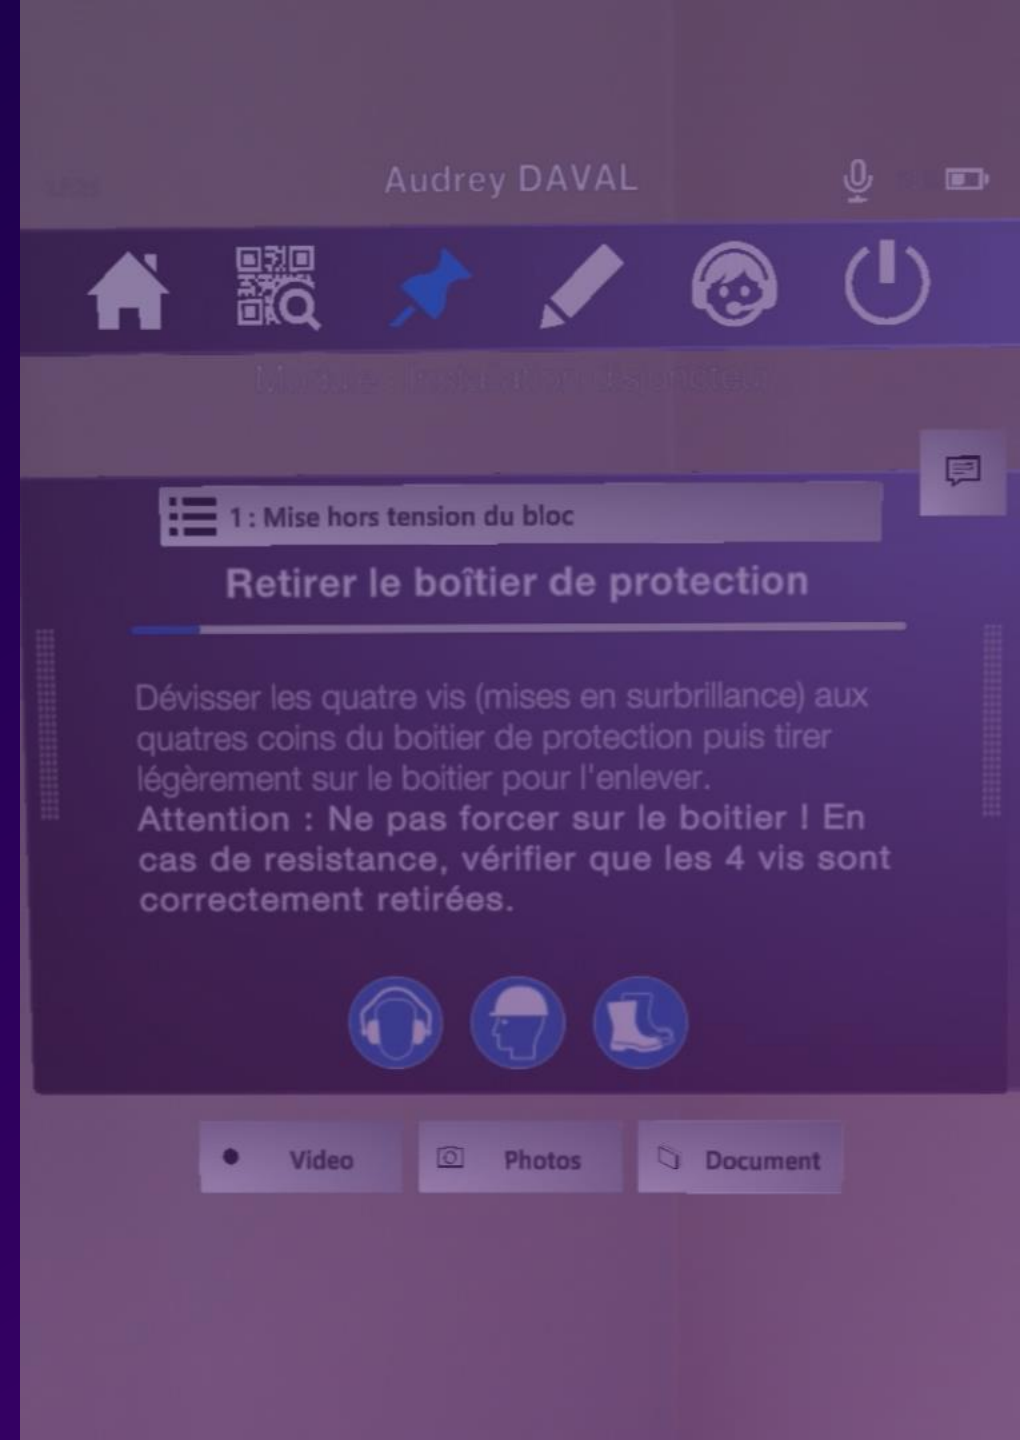 Audrey DAVAL
1 : Mise hors tension du bloc
Retirer le boîtier de protection
Dévisser les quatre vis (mises en surbrillance) aux
quatres coins du boitier de protection puis tirer
légèrement sur le boitier pour l'enlever.
Attention : Ne pas forcer sur le boitier ! En
cas de resistance, vérifier que les 4 vis sont
correctement retirées.
Video
Photos
Document